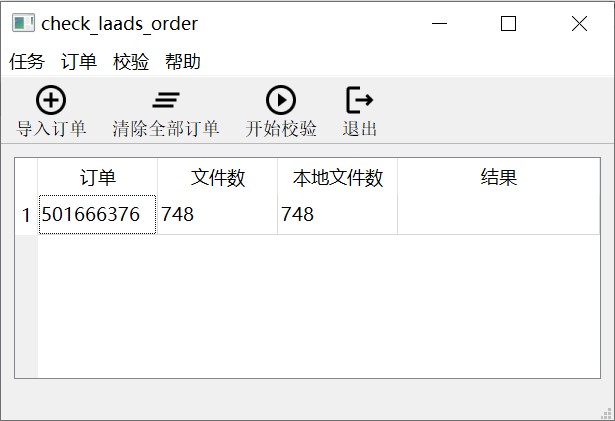 check_laads_order
任务 订单 校验 帮助
导入订单 清除全部订单 开始校验 退出
订单 文件数 本地文件数 结果
1 501666376 748 748